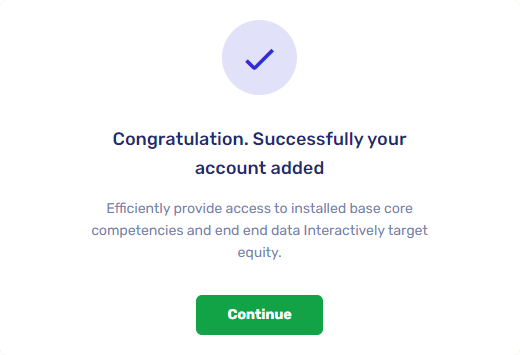 Congratulation. Successfully your
account added
Efficiently provide access to installed base core
competencies and end end data Interactively target
equity.
Continue